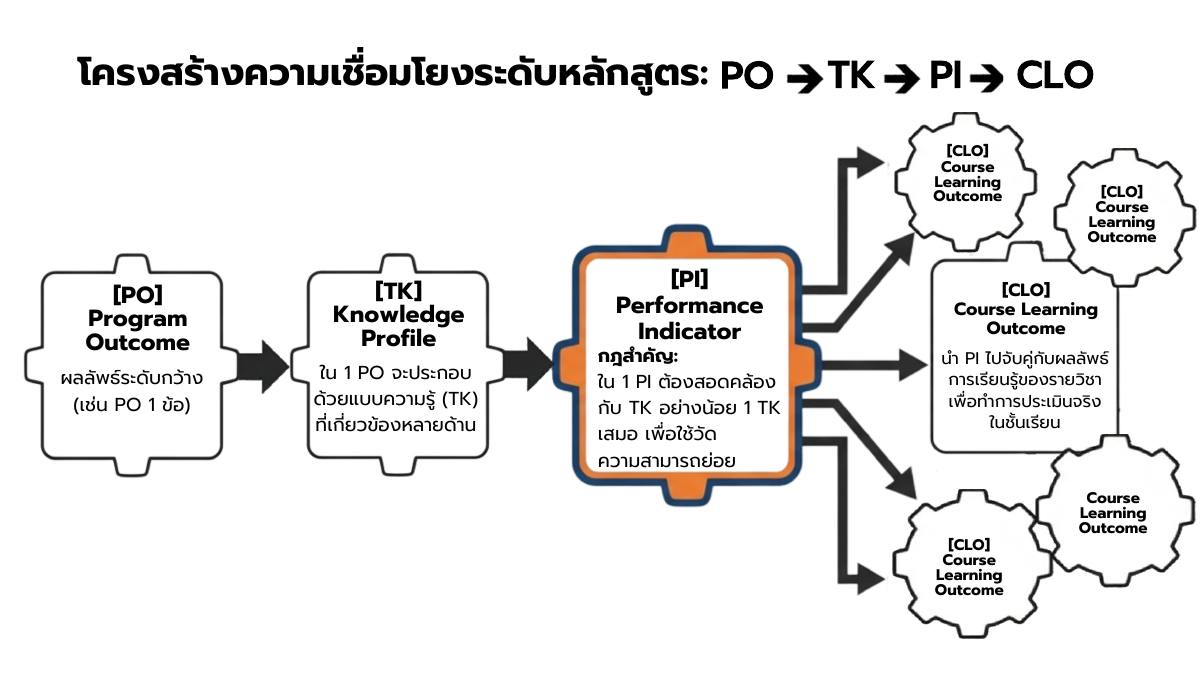 โครงสร้างความเชื่อมโยงระดับหลักสูตร: PO → TK → PI → CLO
[PO]
Program
Outcome
ผลลัพธ์ระดับกว้าง
(เช่น PO 1 ข้อ)
[TK]
Knowledge
Profile
ใน 1 PO จะประกอบ
ด้วยแบบความรู้ (TK)
ที่เกี่ยวข้องหลายด้าน
[PI]
Performance
Indicator
กฎสำคัญ:
ใน 1 PI ต้องสอดคล้อง
กับ TK อย่างน้อย 1 TK
เสมอ เพื่อใช้วัด
ความสามารถย่อย
[CLO]
Course
Learning
Outcome
[CLO]
Course
Learning
Outcome
[CLO]
Course Learning
Outcome
นำ PI ไปจับคู่กับผลลัพธ์
การเรียนรู้ของรายวิชา
เพื่อทำการประเมินจริง
ในชั้นเรียน
Course
Learning
Outcome
[CLO]
Course
Learning
Outcome